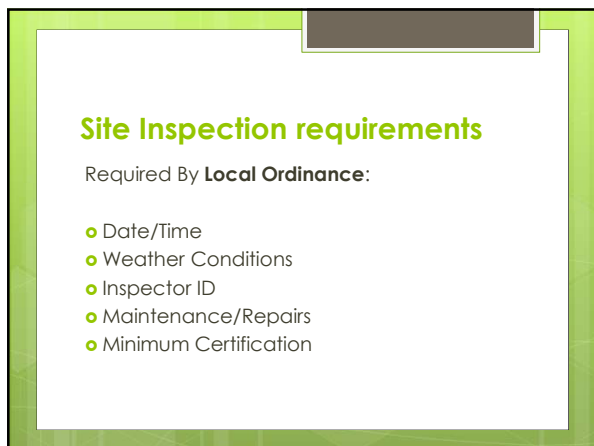 Site Inspection requirements
Required By Local Ordinance:
Date/Time
Weather Conditions
Inspector ID
Maintenance/Repairs
Minimum Certification